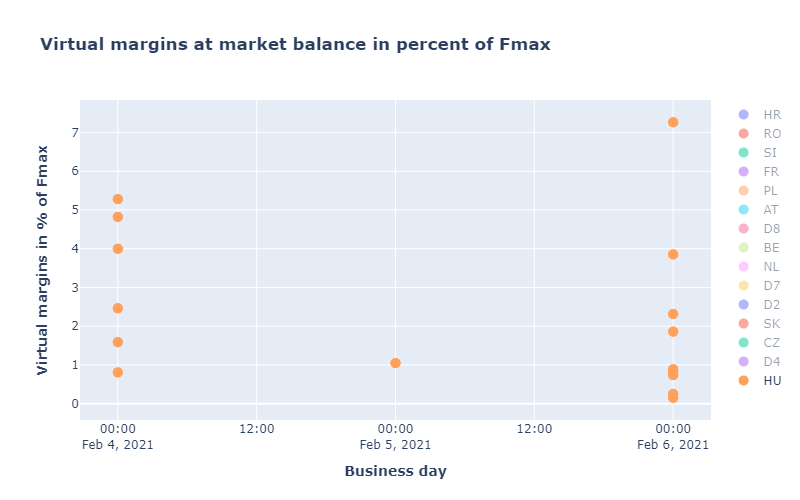 Virtual margins at market balance in percent of Fmax
Virtual margins in % of Fmax
7
6
5
4
3
2
1
0
00:00
Feb 4, 2021
12:00
00:00
Feb 5, 2021
12:00
00:00
Feb 6, 2021
Business day
HR
RO
SI
FR
PL
AT
D8
BE
NL
D7
D2
SK
CZ
D4
HU